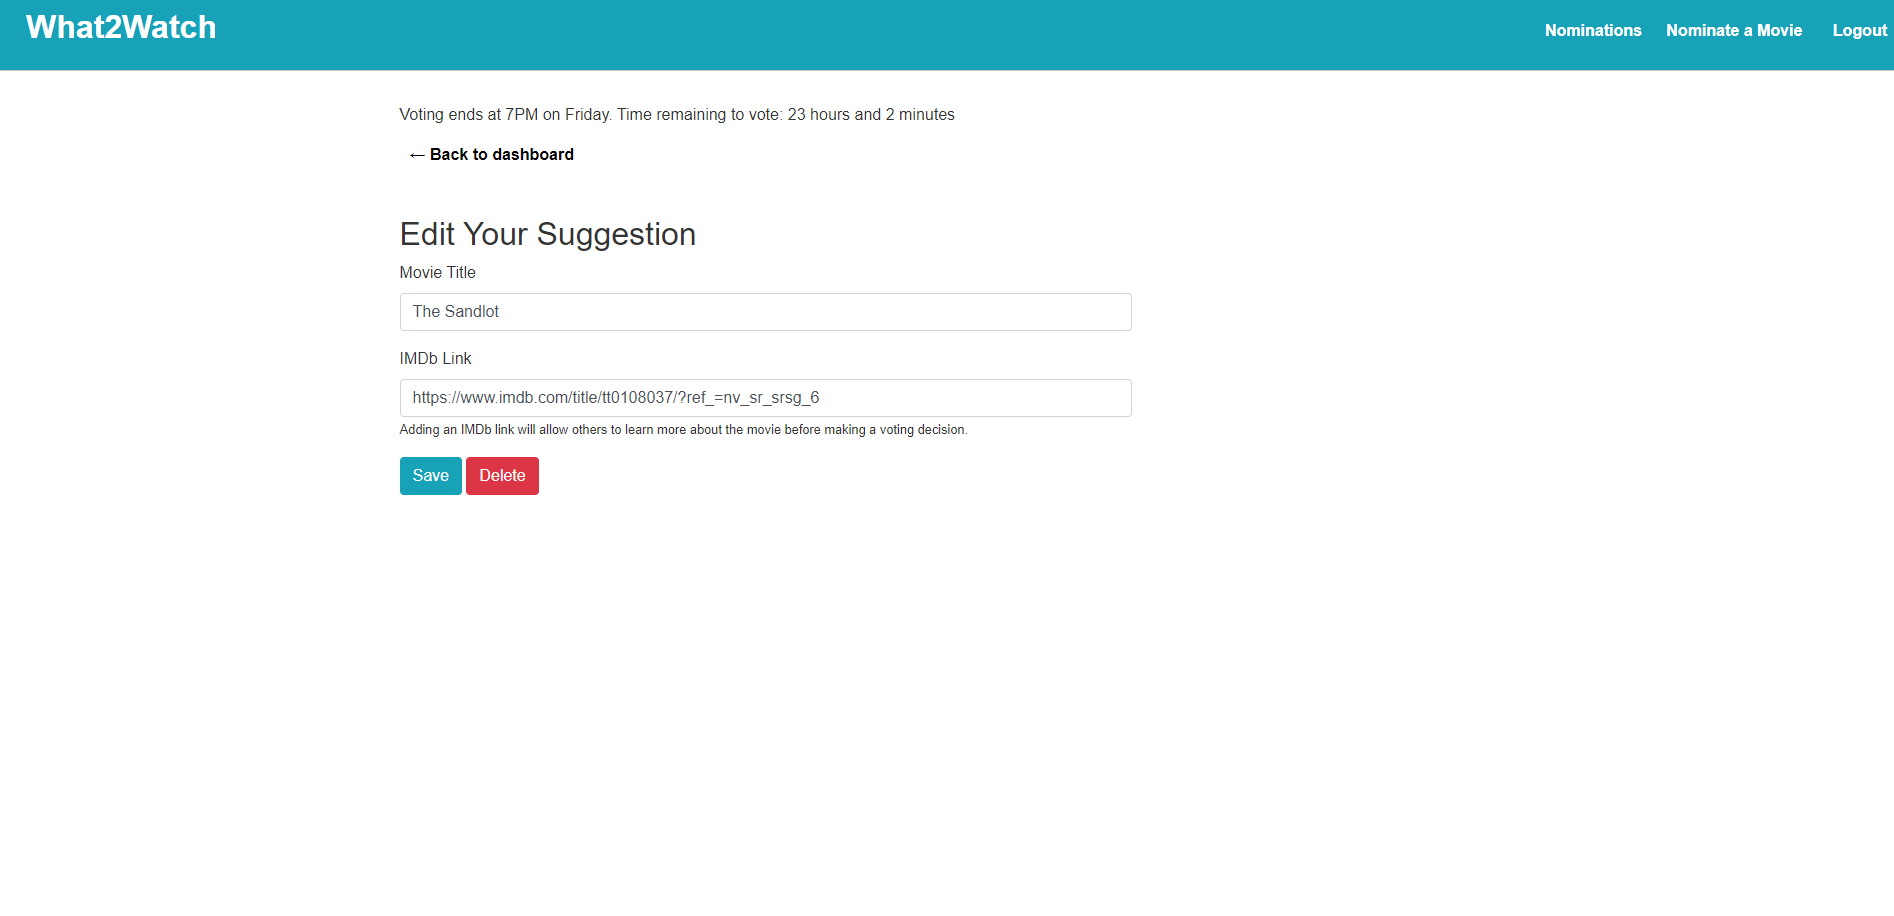 What2Watch
Nominations Nominate a Movie Logout
Voting ends at 7PM on Friday. Time remaining to vote: 23 hours and 2 minutes
← Back to dashboard
Edit Your Suggestion
Movie Title
The Sandlot
IMDb Link
https://www.imdb.com/title/tt0108037/?ref_=nv_sr_srsg_6
Adding an IMDb link will allow others to learn more about the movie before making a voting decision.
Save Delete